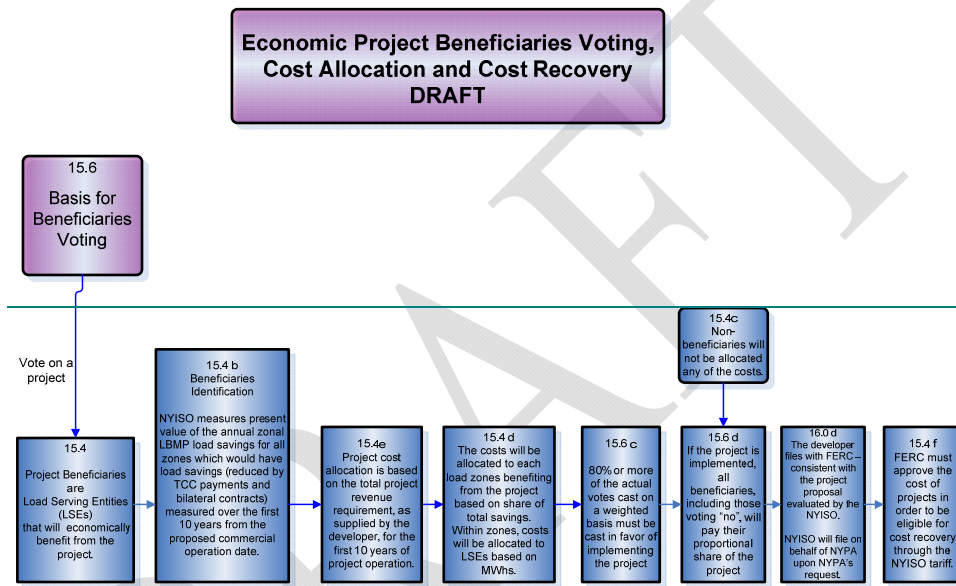 Economic Project Beneficiaries Voting,
Cost Allocation and Cost Recovery
DRAFT
15.6
Basis for
Beneficiaries
Voting
Vote on a
project
15.4
Project Beneficiaries
are
Load Serving Entities
(LSEs)
that will economically
benefit from the
project.
15.4 b
Beneficiaries
Identification
NYISO measures present
value of the annual zonal
LBMP load savings for all
zones which would have
load savings (reduced by
TCC payments and
bilateral contracts)
measured over the first
10 years from the
proposed commercial
operation date.
15.4e
Project cost
allocation is based
on the total project
revenue
requirement, as
supplied by the
developer, for the
first 10 years of
project operation.
15.4 d
The costs will be
allocated to each
load zones benefiting
from the project
based on share of
total savings.
Within zones, costs
will be allocated to
LSEs based on
MWhs.
15.6 c
80% or more
of the actual
votes cast on
a weighted
basis must be
cast in favor of
implementing
the project
15.4c
Non-
beneficiaries will
not be allocated
any of the costs.
15.6 d
If the project is
implemented,
all
beneficiaries,
including those
voting “no”, will
pay their
proportional
share of the
project
16.0 d
The developer
files with FERC –
consistent with
the project
proposal
evaluated by the
NYISO.
NYISO will file on
behalf of NYPA
upon NYPA’s
request.
15.4 f
FERC must
approve the
cost of
projects in
order to be
eligible for
cost recovery
through the
NYISO tariff.
DRAFT